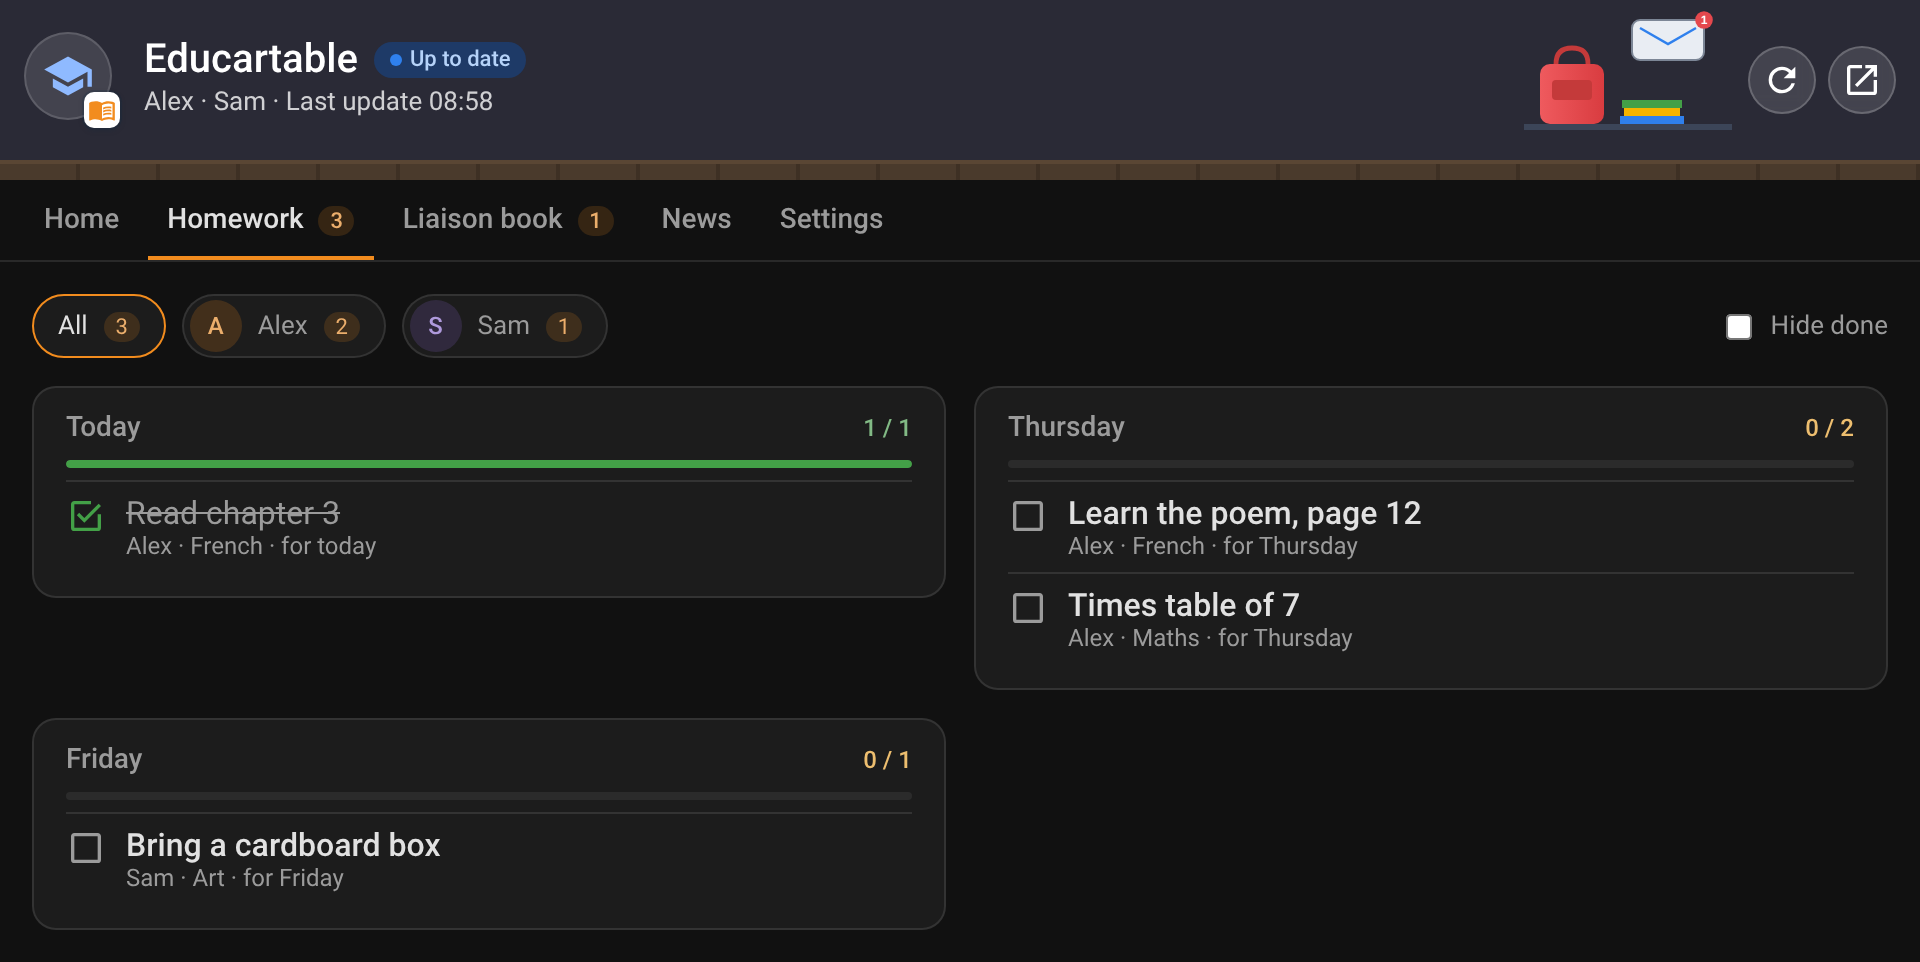 Educartable
Up to date
Alex · Sam · Last update 08:58
1
Home
Homework 3
Liaison book 1
News
Settings
All 3
A Alex 2
S Sam 1
Hide done
Today 1 / 1
Read chapter 3
Alex · French · for today
Thursday 0 / 2
Learn the poem, page 12
Alex · French · for Thursday
Times table of 7
Alex · Maths · for Thursday
Friday 0 / 1
Bring a cardboard box
Sam · Art · for Friday